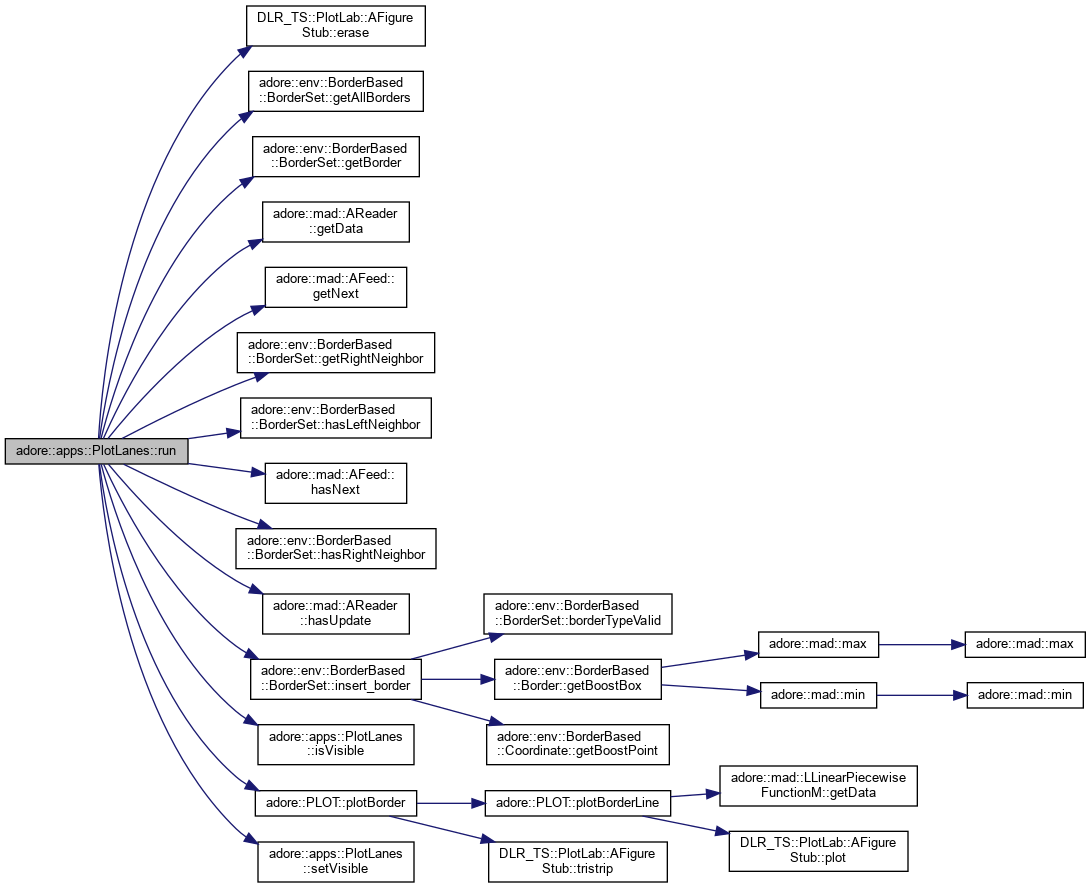 DLR_TS::PlotLab::AFigure
Stub::erase
adore::env::BorderBased
::BorderSet::getAllBorders
adore::env::BorderBased
::BorderSet::getBorder
adore::mad::AReader
::getData
adore::mad::AFeed::
getNext
adore::env::BorderBased
::BorderSet::getRightNeighbor
adore::env::BorderBased
::BorderSet::hasLeftNeighbor
adore::apps::PlotLanes::run
adore::mad::AFeed::
hasNext
adore::env::BorderBased
::BorderSet::hasRightNeighbor
adore::mad::AReader
::hasUpdate
adore::env::BorderBased
::BorderSet::borderTypeValid
adore::env::BorderBased
::BorderSet::insert_border
adore::env::BorderBased
::Border::getBoostBox
adore::mad::max
adore::mad::max
adore::mad::min
adore::mad::min
adore::apps::PlotLanes
::isVisible
adore::env::BorderBased
::Coordinate::getBoostPoint
adore::PLOT::plotBorder
adore::PLOT::plotBorderLine
adore::mad::LLinearPiecewise
FunctionM::getData
adore::apps::PlotLanes
::setVisible
DLR_TS::PlotLab::AFigure
Stub::tristrip
DLR_TS::PlotLab::AFigure
Stub::plot